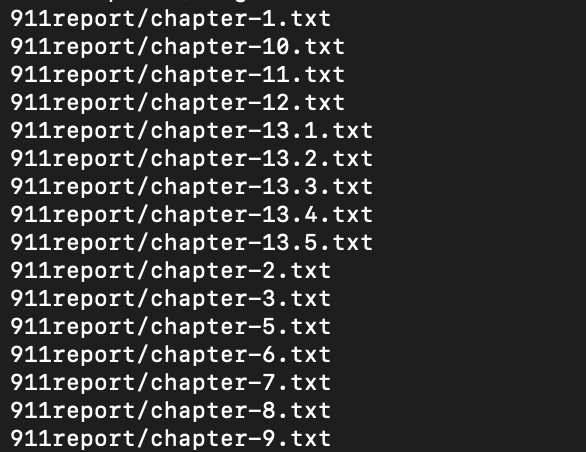 911report/chapter-1.txt
911report/chapter-10.txt
911report/chapter-11.txt
911report/chapter-12.txt
911report/chapter-13.1.txt
911report/chapter-13.2.txt
911report/chapter-13.3.txt
911report/chapter-13.4.txt
911report/chapter-13.5.txt
911report/chapter-2.txt
911report/chapter-3.txt
911report/chapter-5.txt
911report/chapter-6.txt
911report/chapter-7.txt
911report/chapter-8.txt
911report/chapter-9.txt